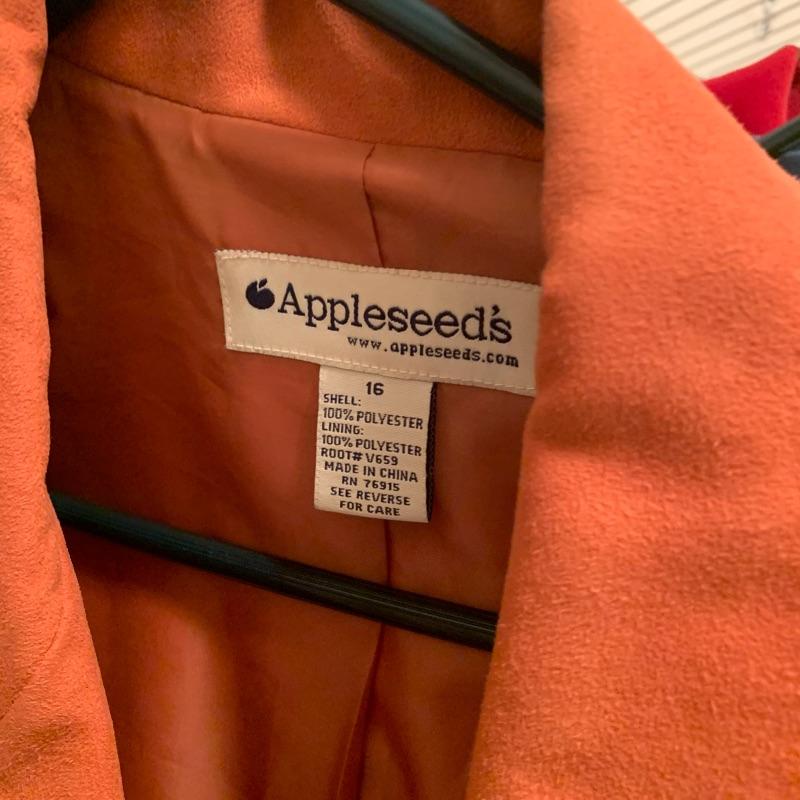 Appleseed's
www.appleseeds.com
16
SHELL:
100% POLYESTER
LINING:
100% POLYESTER
ROOT# V659
MADE IN CHINA
RN 76915
SEE REVERSE
FOR CARE